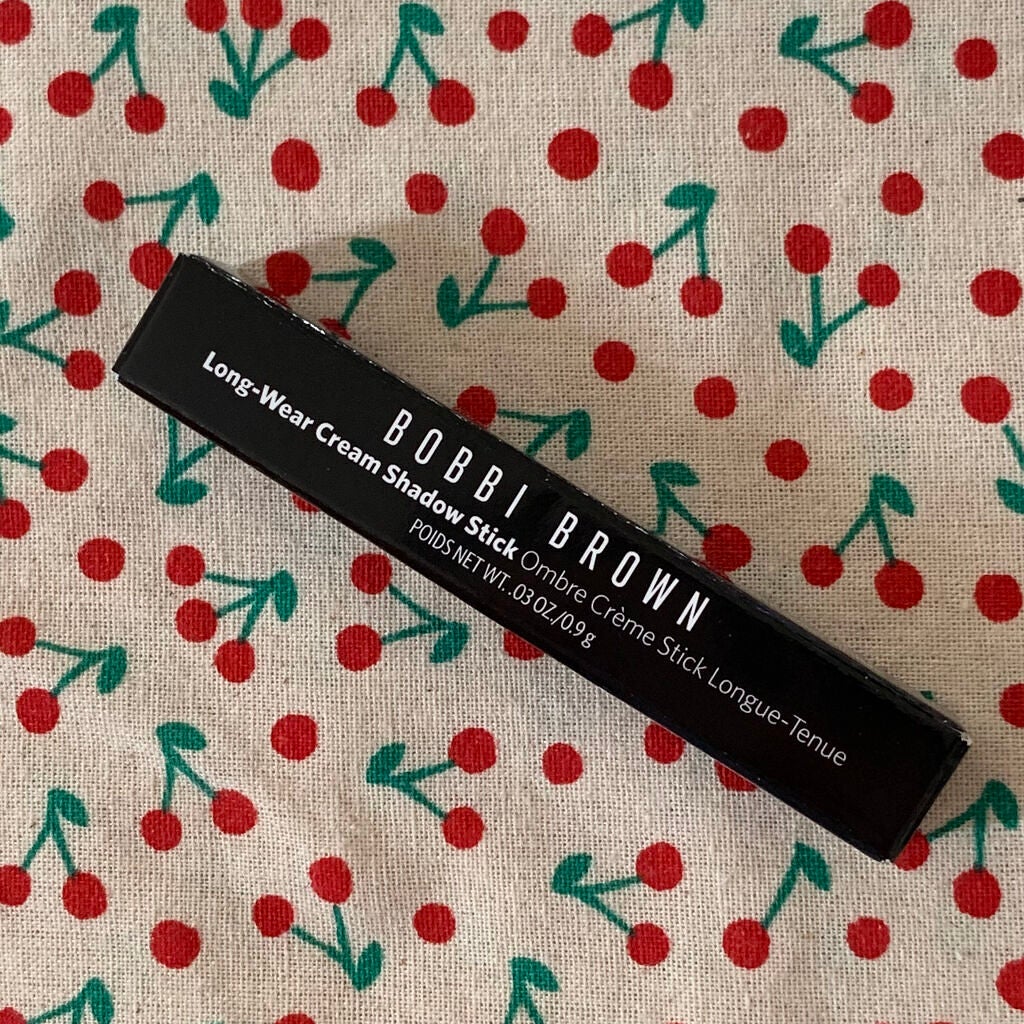 BOBBI BROWN
Long-Wear Cream Shadow Stick Ombre Crème Stick Longue-Tenue
POIDS NET WT. .03 OZ./0.9 g